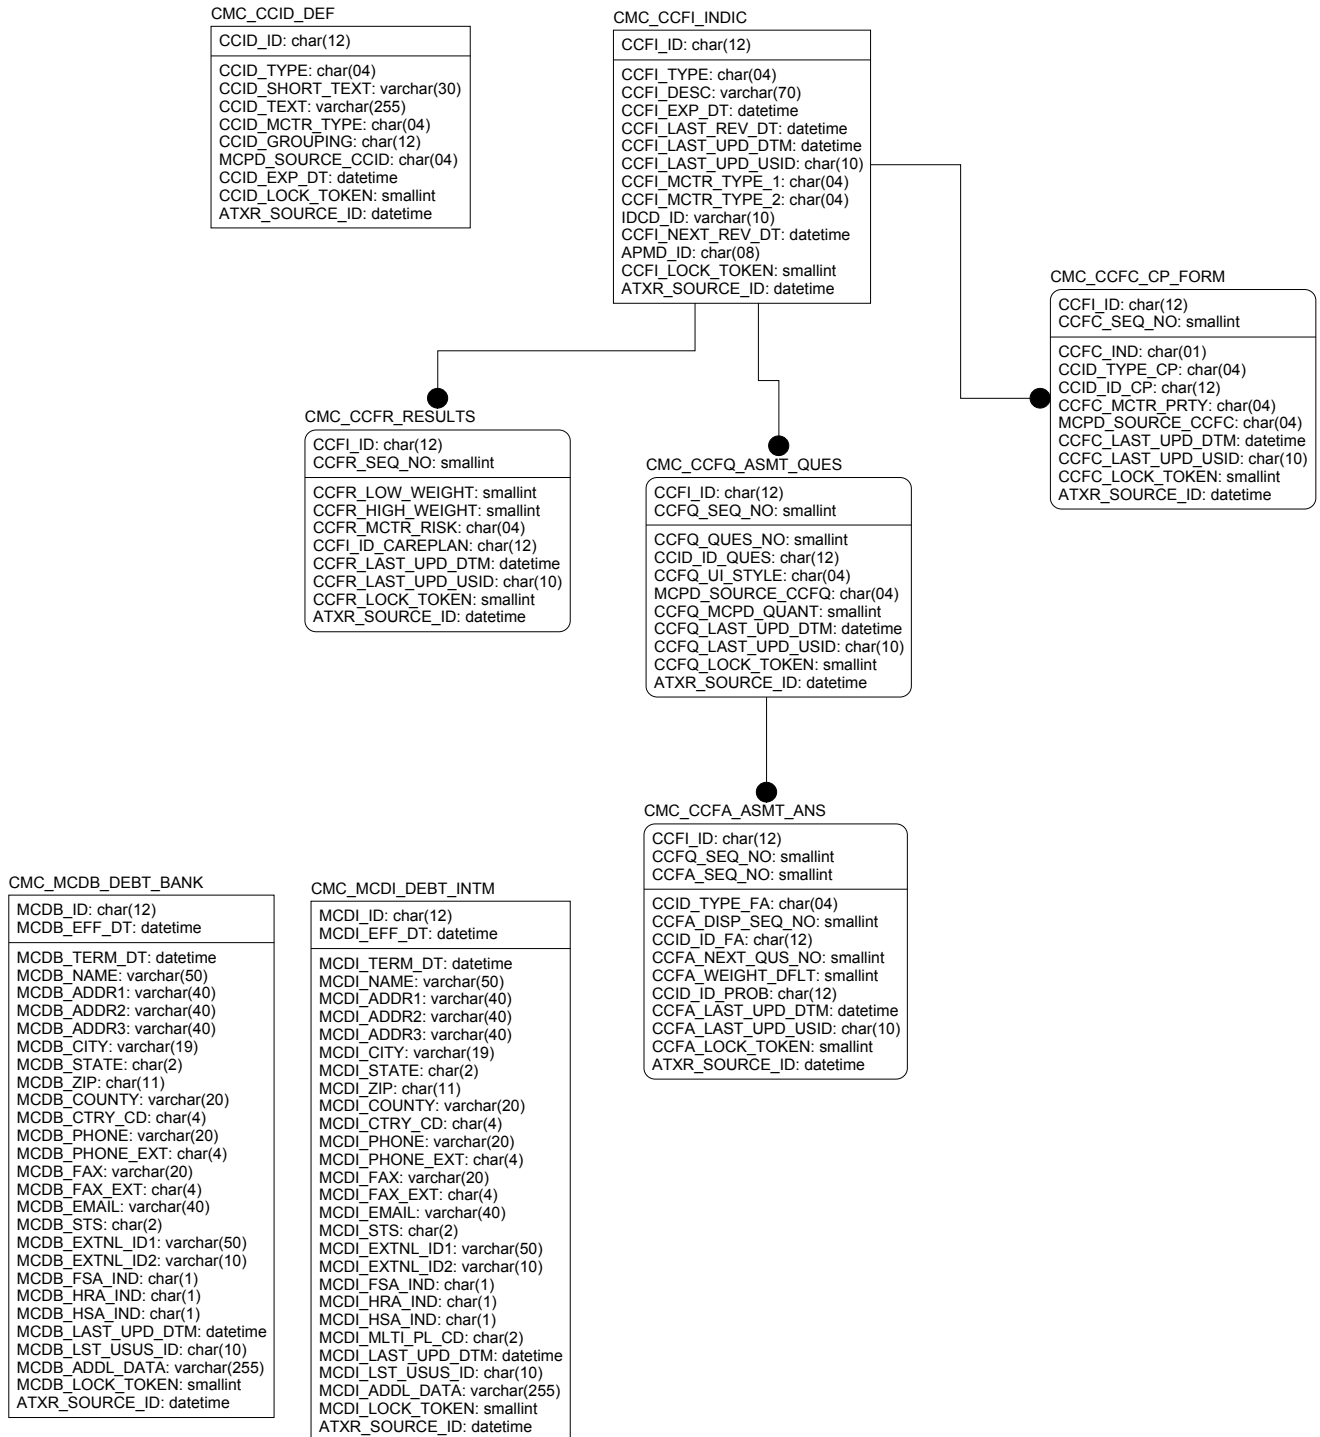 CMC_CCID_DEF
CCID_ID: char(12)
CCID_TYPE: char(04)
CCID_SHORT_TEXT: varchar(30)
CCID_TEXT: varchar(255)
CCID_MCTR_TYPE: char(04)
CCID_GROUPING: char(12)
MCPD_SOURCE_CCID: char(04)
CCID_EXP_DT: datetime
CCID_LOCK_TOKEN: smallint
ATXR_SOURCE_ID: datetime
CMC_CCFI_INDIC
CCFI_ID: char(12)
CCFI_TYPE: char(04)
CCFI_DESC: varchar(70)
CCFI_EXP_DT: datetime
CCFI_LAST_REV_DT: datetime
CCFI_LAST_UPD_DTM: datetime
CCFI_LAST_UPD_USID: char(10)
CCFI_MCTR_TYPE_1: char(04)
CCFI_MCTR_TYPE_2: char(04)
IDCD_ID: varchar(10)
CCFI_NEXT_REV_DT: datetime
APMD_ID: char(08)
CCFI_LOCK_TOKEN: smallint
ATXR_SOURCE_ID: datetime
CMC_CCFC_CP_FORM
CCFI_ID: char(12)
CCFC_SEQ_NO: smallint
CCFC_IND: char(01)
CCID_TYPE_CP: char(04)
CCID_ID_CP: char(12)
CCFC_MCTR_PRTY: char(04)
MCPD_SOURCE_CCFC: char(04)
CCFC_LAST_UPD_DTM: datetime
CCFC_LAST_UPD_USID: char(10)
CCFC_LOCK_TOKEN: smallint
ATXR_SOURCE_ID: datetime
CMC_CCFR_RESULTS
CCFI_ID: char(12)
CCFR_SEQ_NO: smallint
CCFR_LOW_WEIGHT: smallint
CCFR_HIGH_WEIGHT: smallint
CCFR_MCTR_RISK: char(04)
CCFI_ID_CAREPLAN: char(12)
CCFR_LAST_UPD_DTM: datetime
CCFR_LAST_UPD_USID: char(10)
CCFR_LOCK_TOKEN: smallint
ATXR_SOURCE_ID: datetime
CMC_CCFQ_ASMT_QUES
CCFI_ID: char(12)
CCFQ_SEQ_NO: smallint
CCFQ_QUES_NO: smallint
CCID_ID_QUES: char(12)
CCFQ_UI_STYLE: char(04)
MCPD_SOURCE_CCFQ: char(04)
CCFQ_MCPD_QUANT: smallint
CCFQ_LAST_UPD_DTM: datetime
CCFQ_LAST_UPD_USID: char(10)
CCFQ_LOCK_TOKEN: smallint
ATXR_SOURCE_ID: datetime
CMC_CCFA_ASMT_ANS
CCFI_ID: char(12)
CCFQ_SEQ_NO: smallint
CCFA_SEQ_NO: smallint
CCID_TYPE_FA: char(04)
CCFA_DISP_SEQ_NO: smallint
CCID_ID_FA: char(12)
CCFA_NEXT_QUS_NO: smallint
CCFA_WEIGHT_DFLT: smallint
CCID_ID_PROB: char(12)
CCFA_LAST_UPD_DTM: datetime
CCFA_LAST_UPD_USID: char(10)
CCFA_LOCK_TOKEN: smallint
ATXR_SOURCE_ID: datetime
CMC_MCDB_DEBT_BANK
MCDB_ID: char(12)
MCDB_EFF_DT: datetime
MCDB_TERM_DT: datetime
MCDB_NAME: varchar(50)
MCDB_ADDR1: varchar(40)
MCDB_ADDR2: varchar(40)
MCDB_ADDR3: varchar(40)
MCDB_CITY: varchar(19)
MCDB_STATE: char(2)
MCDB_ZIP: char(11)
MCDB_COUNTY: varchar(20)
MCDB_CTRY_CD: char(4)
MCDB_PHONE: varchar(20)
MCDB_PHONE_EXT: char(4)
MCDB_FAX: varchar(20)
MCDB_FAX_EXT: char(4)
MCDB_EMAIL: varchar(40)
MCDB_STS: char(2)
MCDB_EXTNL_ID1: varchar(50)
MCDB_EXTNL_ID2: varchar(10)
MCDB_FSA_IND: char(1)
MCDB_HRA_IND: char(1)
MCDB_HSA_IND: char(1)
MCDB_LAST_UPD_DTM: datetime
MCDB_LST_USUS_ID: char(10)
MCDB_ADDL_DATA: varchar(255)
MCDB_LOCK_TOKEN: smallint
ATXR_SOURCE_ID: datetime
CMC_MCDI_DEBT_INTM
MCDI_ID: char(12)
MCDI_EFF_DT: datetime
MCDI_TERM_DT: datetime
MCDI_NAME: varchar(50)
MCDI_ADDR1: varchar(40)
MCDI_ADDR2: varchar(40)
MCDI_ADDR3: varchar(40)
MCDI_CITY: varchar(19)
MCDI_STATE: char(2)
MCDI_ZIP: char(11)
MCDI_COUNTY: varchar(20)
MCDI_CTRY_CD: char(4)
MCDI_PHONE: varchar(20)
MCDI_PHONE_EXT: char(4)
MCDI_FAX: varchar(20)
MCDI_FAX_EXT: char(4)
MCDI_EMAIL: varchar(40)
MCDI_STS: char(2)
MCDI_EXTNL_ID1: varchar(50)
MCDI_EXTNL_ID2: varchar(10)
MCDI_FSA_IND: char(1)
MCDI_HRA_IND: char(1)
MCDI_HSA_IND: char(1)
MCDI_MLTI_PL_CD: char(2)
MCDI_LAST_UPD_DTM: datetime
MCDI_LST_USUS_ID: char(10)
MCDI_ADDL_DATA: varchar(255)
MCDI_LOCK_TOKEN: smallint
ATXR_SOURCE_ID: datetime